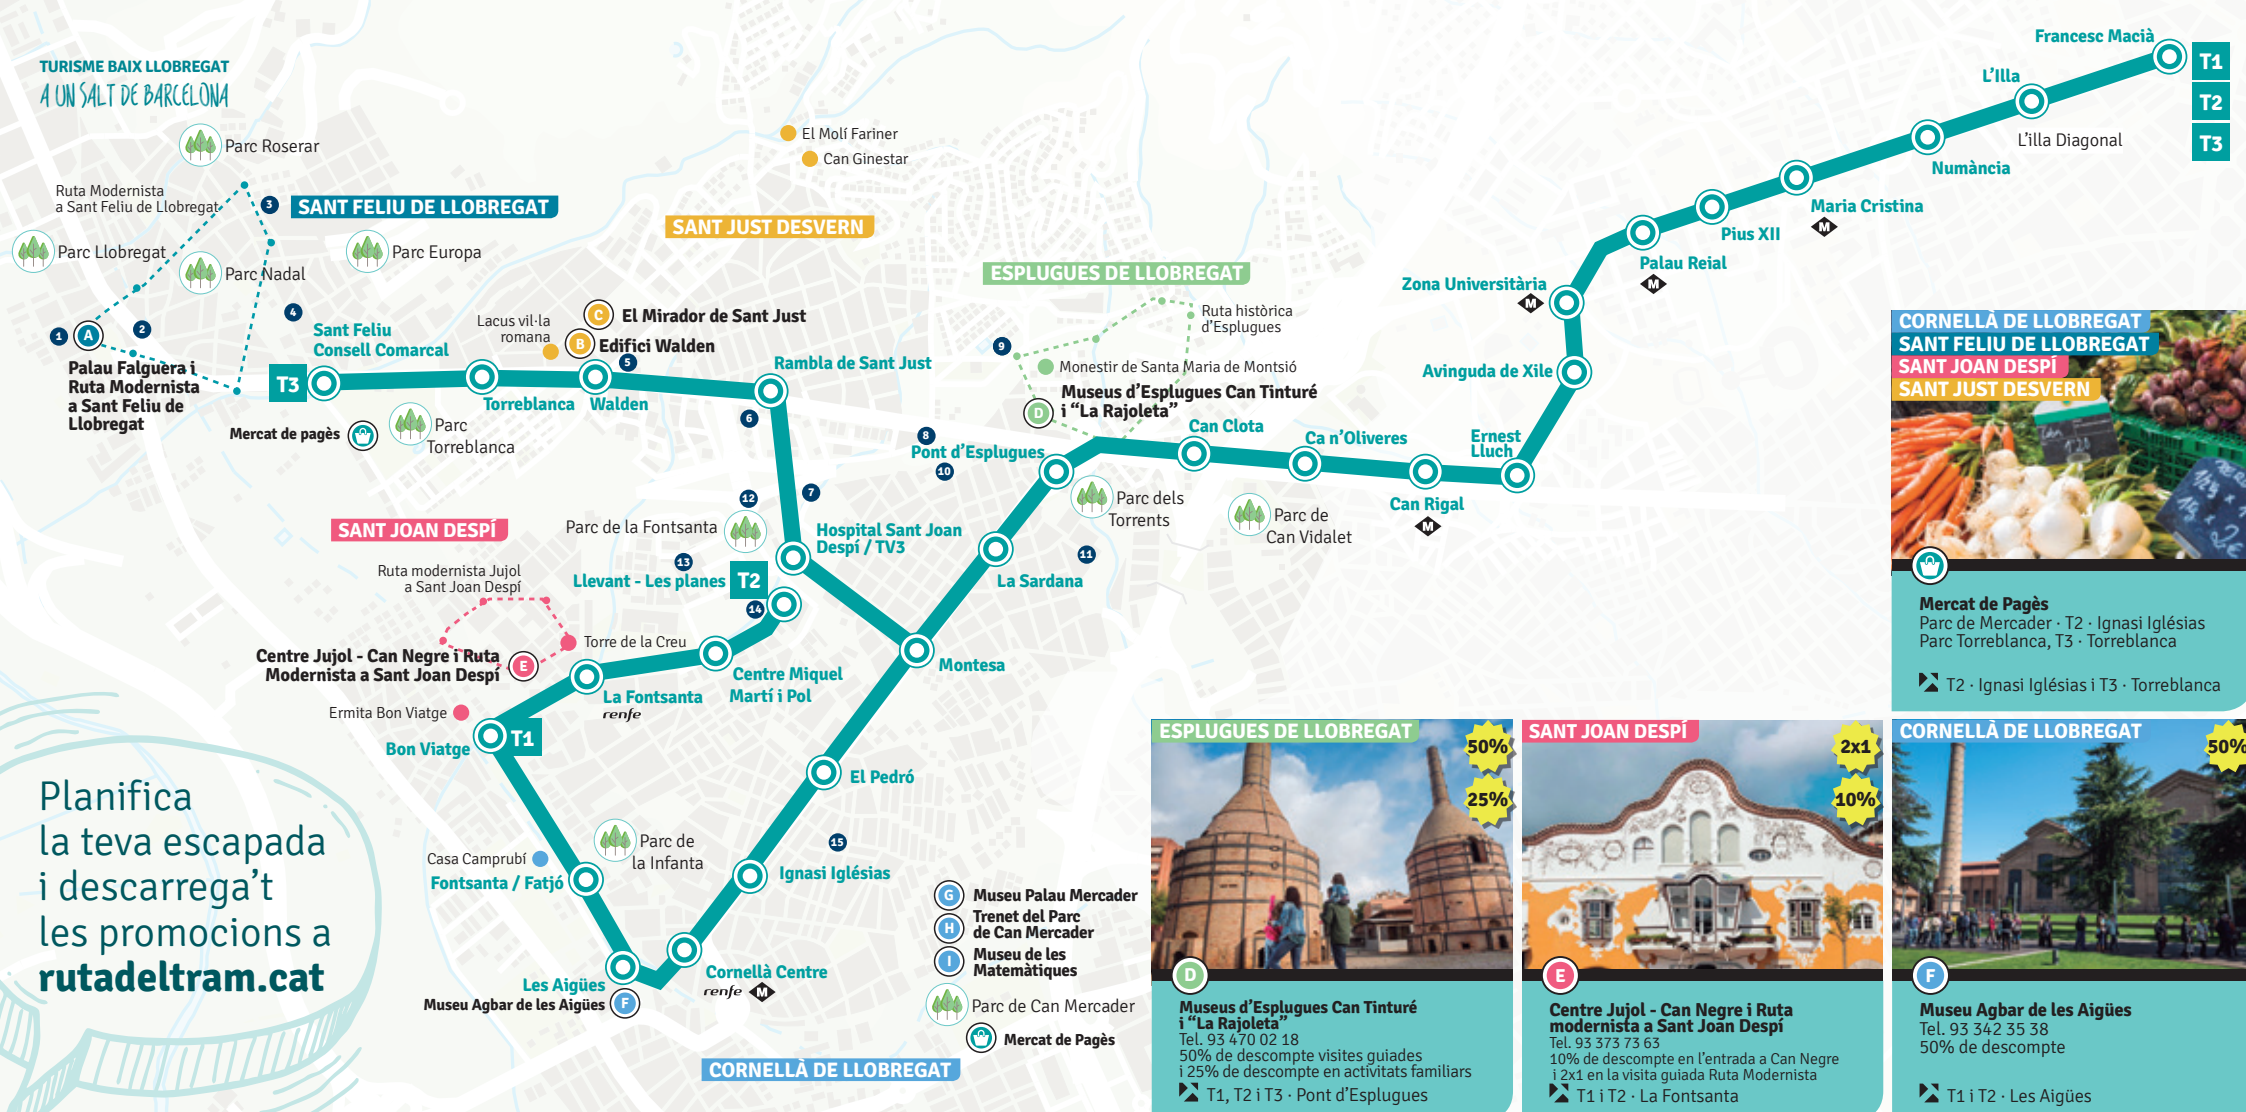 TURISME BAIX LLOBREGAT
A UN SALT DE BARCELONA
Francesc Macià
T1
L'Illa
T2
L'illa Diagonal
T3
Numància
Maria Cristina
M
Pius XII
Palau Reial
M
Zona Universitària
M
Avinguda de Xile
Ernest
Lluch
Can Rigal
M
Ca n'Oliveres
Can Clota
Pont d'Esplugues
La Sardana
Montesa
El Pedró
Ignasi Iglésias
Cornellà Centre
renfe M
Les Aigües
Museu Agbar de les Aigües F
Fontsanta / Fatjó
Casa Camprubí
Parc de
la Infanta
Bon Viatge
T1
Ermita Bon Viatge
La Fontsanta
renfe
Centre Miquel
Martí i Pol
Llevant - Les planes
T2
Hospital Sant Joan
Despí / TV3
Rambla de Sant Just
Walden
Torreblanca
Sant Feliu
Consell Comarcal
T3
Parc Roserar
Ruta Modernista
a Sant Feliu de Llobregat
3
SANT FELIU DE LLOBREGAT
Parc Llobregat
Parc Nadal
Parc Europa
1
A
2
4
Palau Falguera i
Ruta Modernista
a Sant Feliu de
Llobregat
Mercat de pagès
Parc
Torreblanca
El Molí Fariner
Can Ginestar
SANT JUST DESVERN
Lacus vil·la
romana
C
El Mirador de Sant Just
B
Edifici Walden
5
6
7
8
9
10
11
12
13
14
15
ESPLUGUES DE LLOBREGAT
Ruta històrica
d'Esplugues
Monestir de Santa Maria de Montsió
D
Museus d'Esplugues Can Tinturé
i "La Rajoleta"
Parc dels
Torrents
Parc de
Can Vidalet
Parc de la Fontsanta
SANT JOAN DESPÍ
Ruta modernista Jujol
a Sant Joan Despí
Torre de la Creu
Centre Jujol - Can Negre i Ruta
Modernista a Sant Joan Despí
E
G Museu Palau Mercader
H Trenet del Parc
de Can Mercader
I Museu de les
Matemàtiques
Parc de Can Mercader
Mercat de Pagès
CORNELLÀ DE LLOBREGAT
Planifica
la teva escapada
i descarrega't
les promocions a
rutadeltram.cat
CORNELLÀ DE LLOBREGAT
SANT FELIU DE LLOBREGAT
SANT JOAN DESPÍ
SANT JUST DESVERN
Mercat de Pagès
Parc de Mercader · T2 · Ignasi Iglésias
Parc Torreblanca, T3 · Torreblanca
T2 · Ignasi Iglésias i T3 · Torreblanca
ESPLUGUES DE LLOBREGAT
50%
25%
D
Museus d'Esplugues Can Tinturé
i "La Rajoleta"
Tel. 93 470 02 18
50% de descompte visites guiades
i 25% de descompte en activitats familiars
T1, T2 i T3 · Pont d'Esplugues
SANT JOAN DESPÍ
2x1
10%
E
Centre Jujol - Can Negre i Ruta
modernista a Sant Joan Despí
Tel. 93 373 73 63
10% de descompte en l'entrada a Can Negre
i 2x1 en la visita guiada Ruta Modernista
T1 i T2 · La Fontsanta
CORNELLÀ DE LLOBREGAT
50%
F
Museu Agbar de les Aigües
Tel. 93 342 35 38
50% de descompte
T1 i T2 · Les Aigües